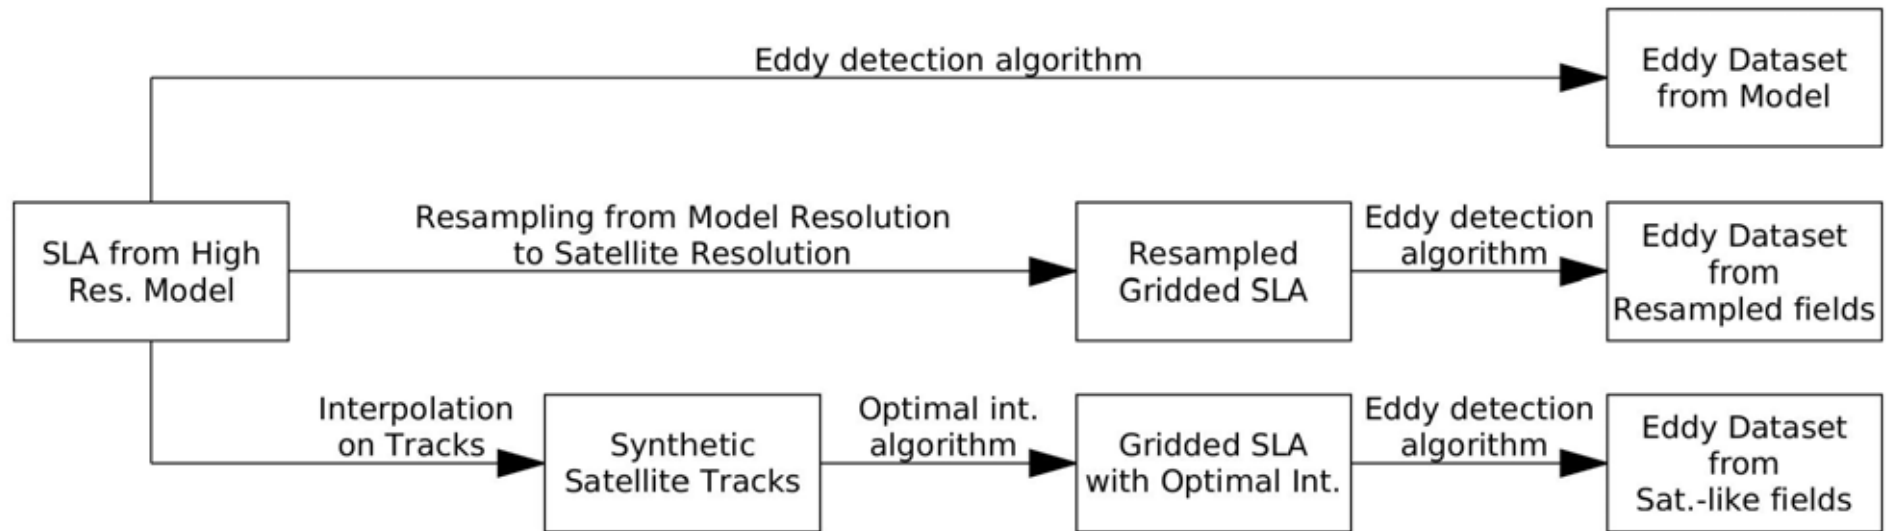 Eddy detection algorithm
Eddy Dataset
from Model
SLA from High
Res. Model
Resampling from Model Resolution
to Satellite Resolution
Resampled
Gridded SLA
Eddy detection
algorithm
Eddy Dataset
from
Resampled fields
Interpolation
on Tracks
Synthetic
Satellite Tracks
Optimal int.
algorithm
Gridded SLA
with Optimal Int.
Eddy detection
algorithm
Eddy Dataset
from
Sat.-like fields